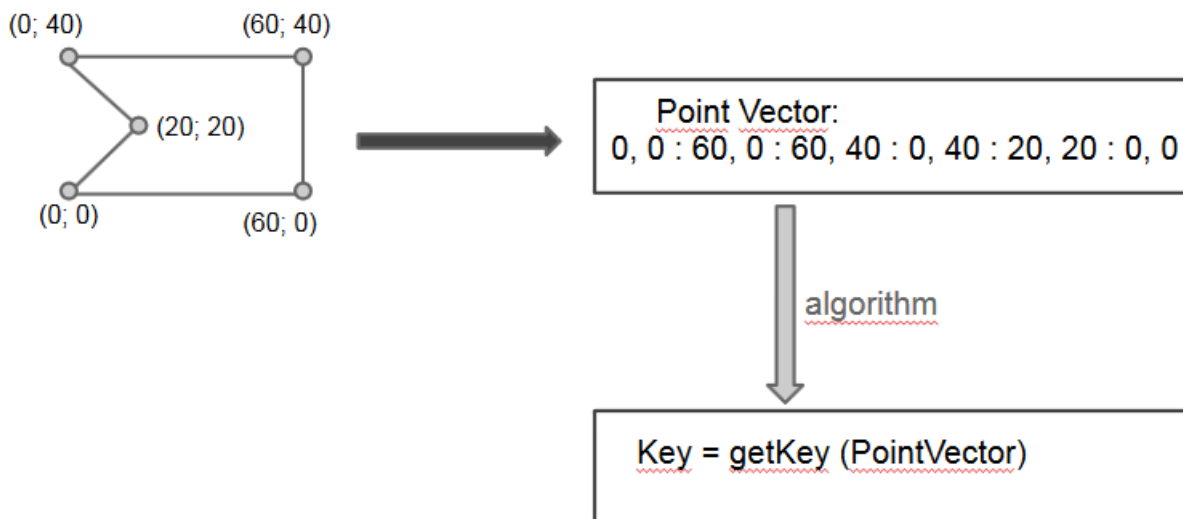 (0; 40)
(60; 40)
(20; 20)
(0; 0)
(60; 0)
Point Vector:
0, 0 : 60, 0 : 60, 40 : 0, 40 : 20, 20 : 0, 0
algorithm
Key = getKey (PointVector)